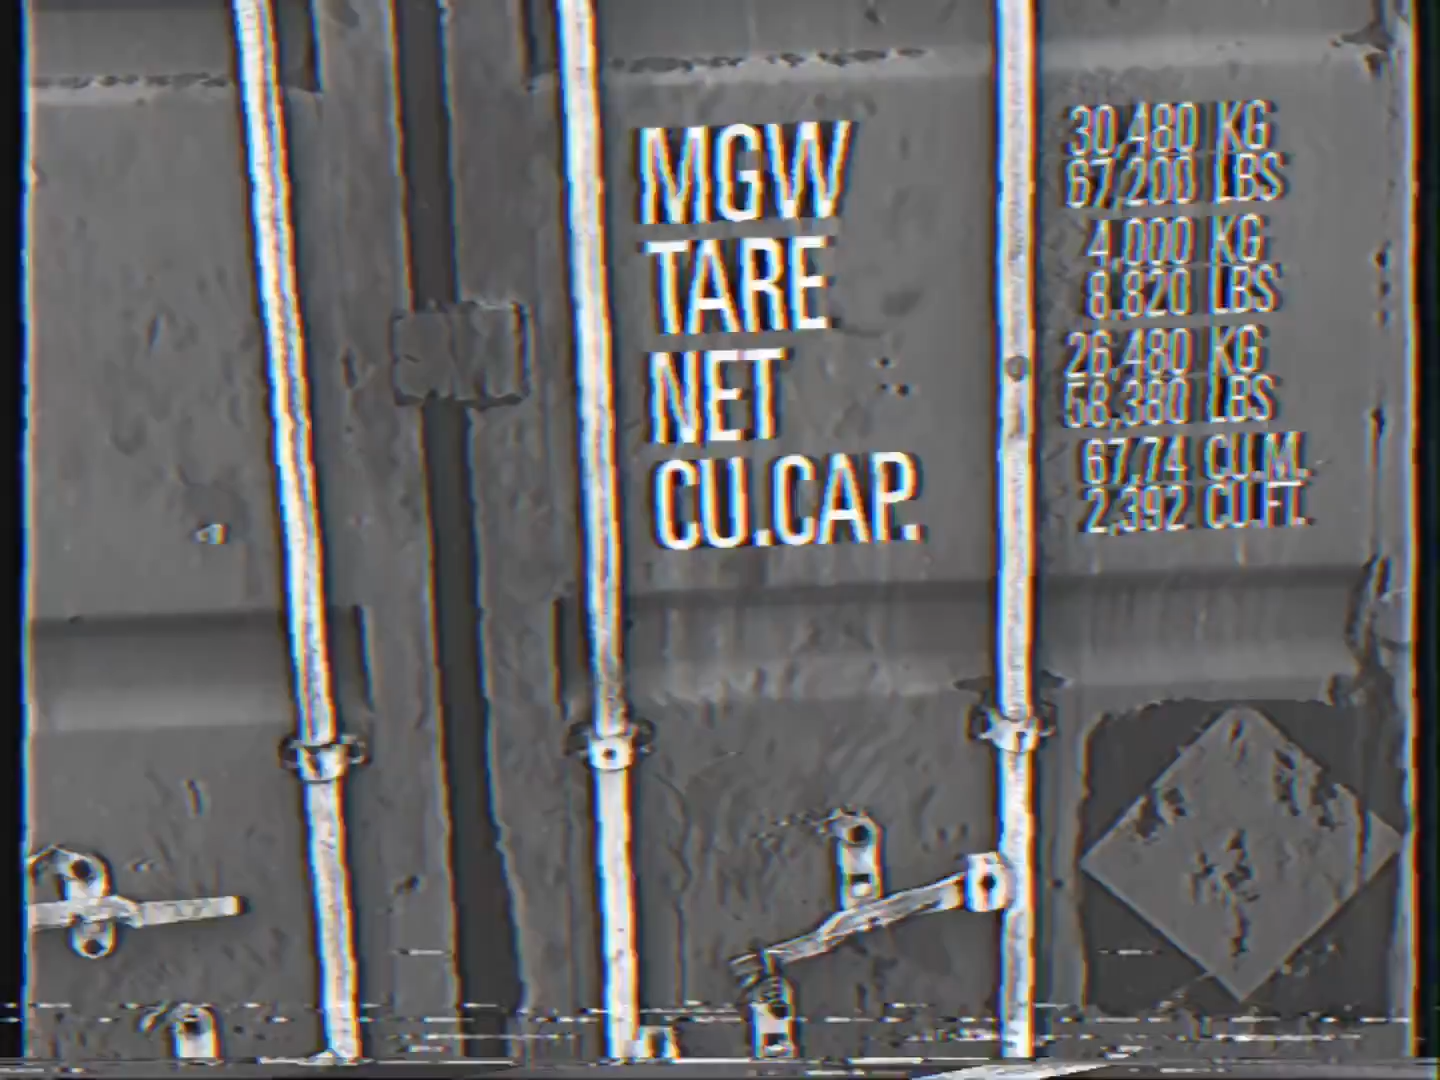 MGW
30,480 KG
67,200 LBS
TARE
4,000 KG
8,820 LBS
NET
26,480 KG
58,380 LBS
CU.CAP.
67,74 CU.M.
2,392 CU.FT.